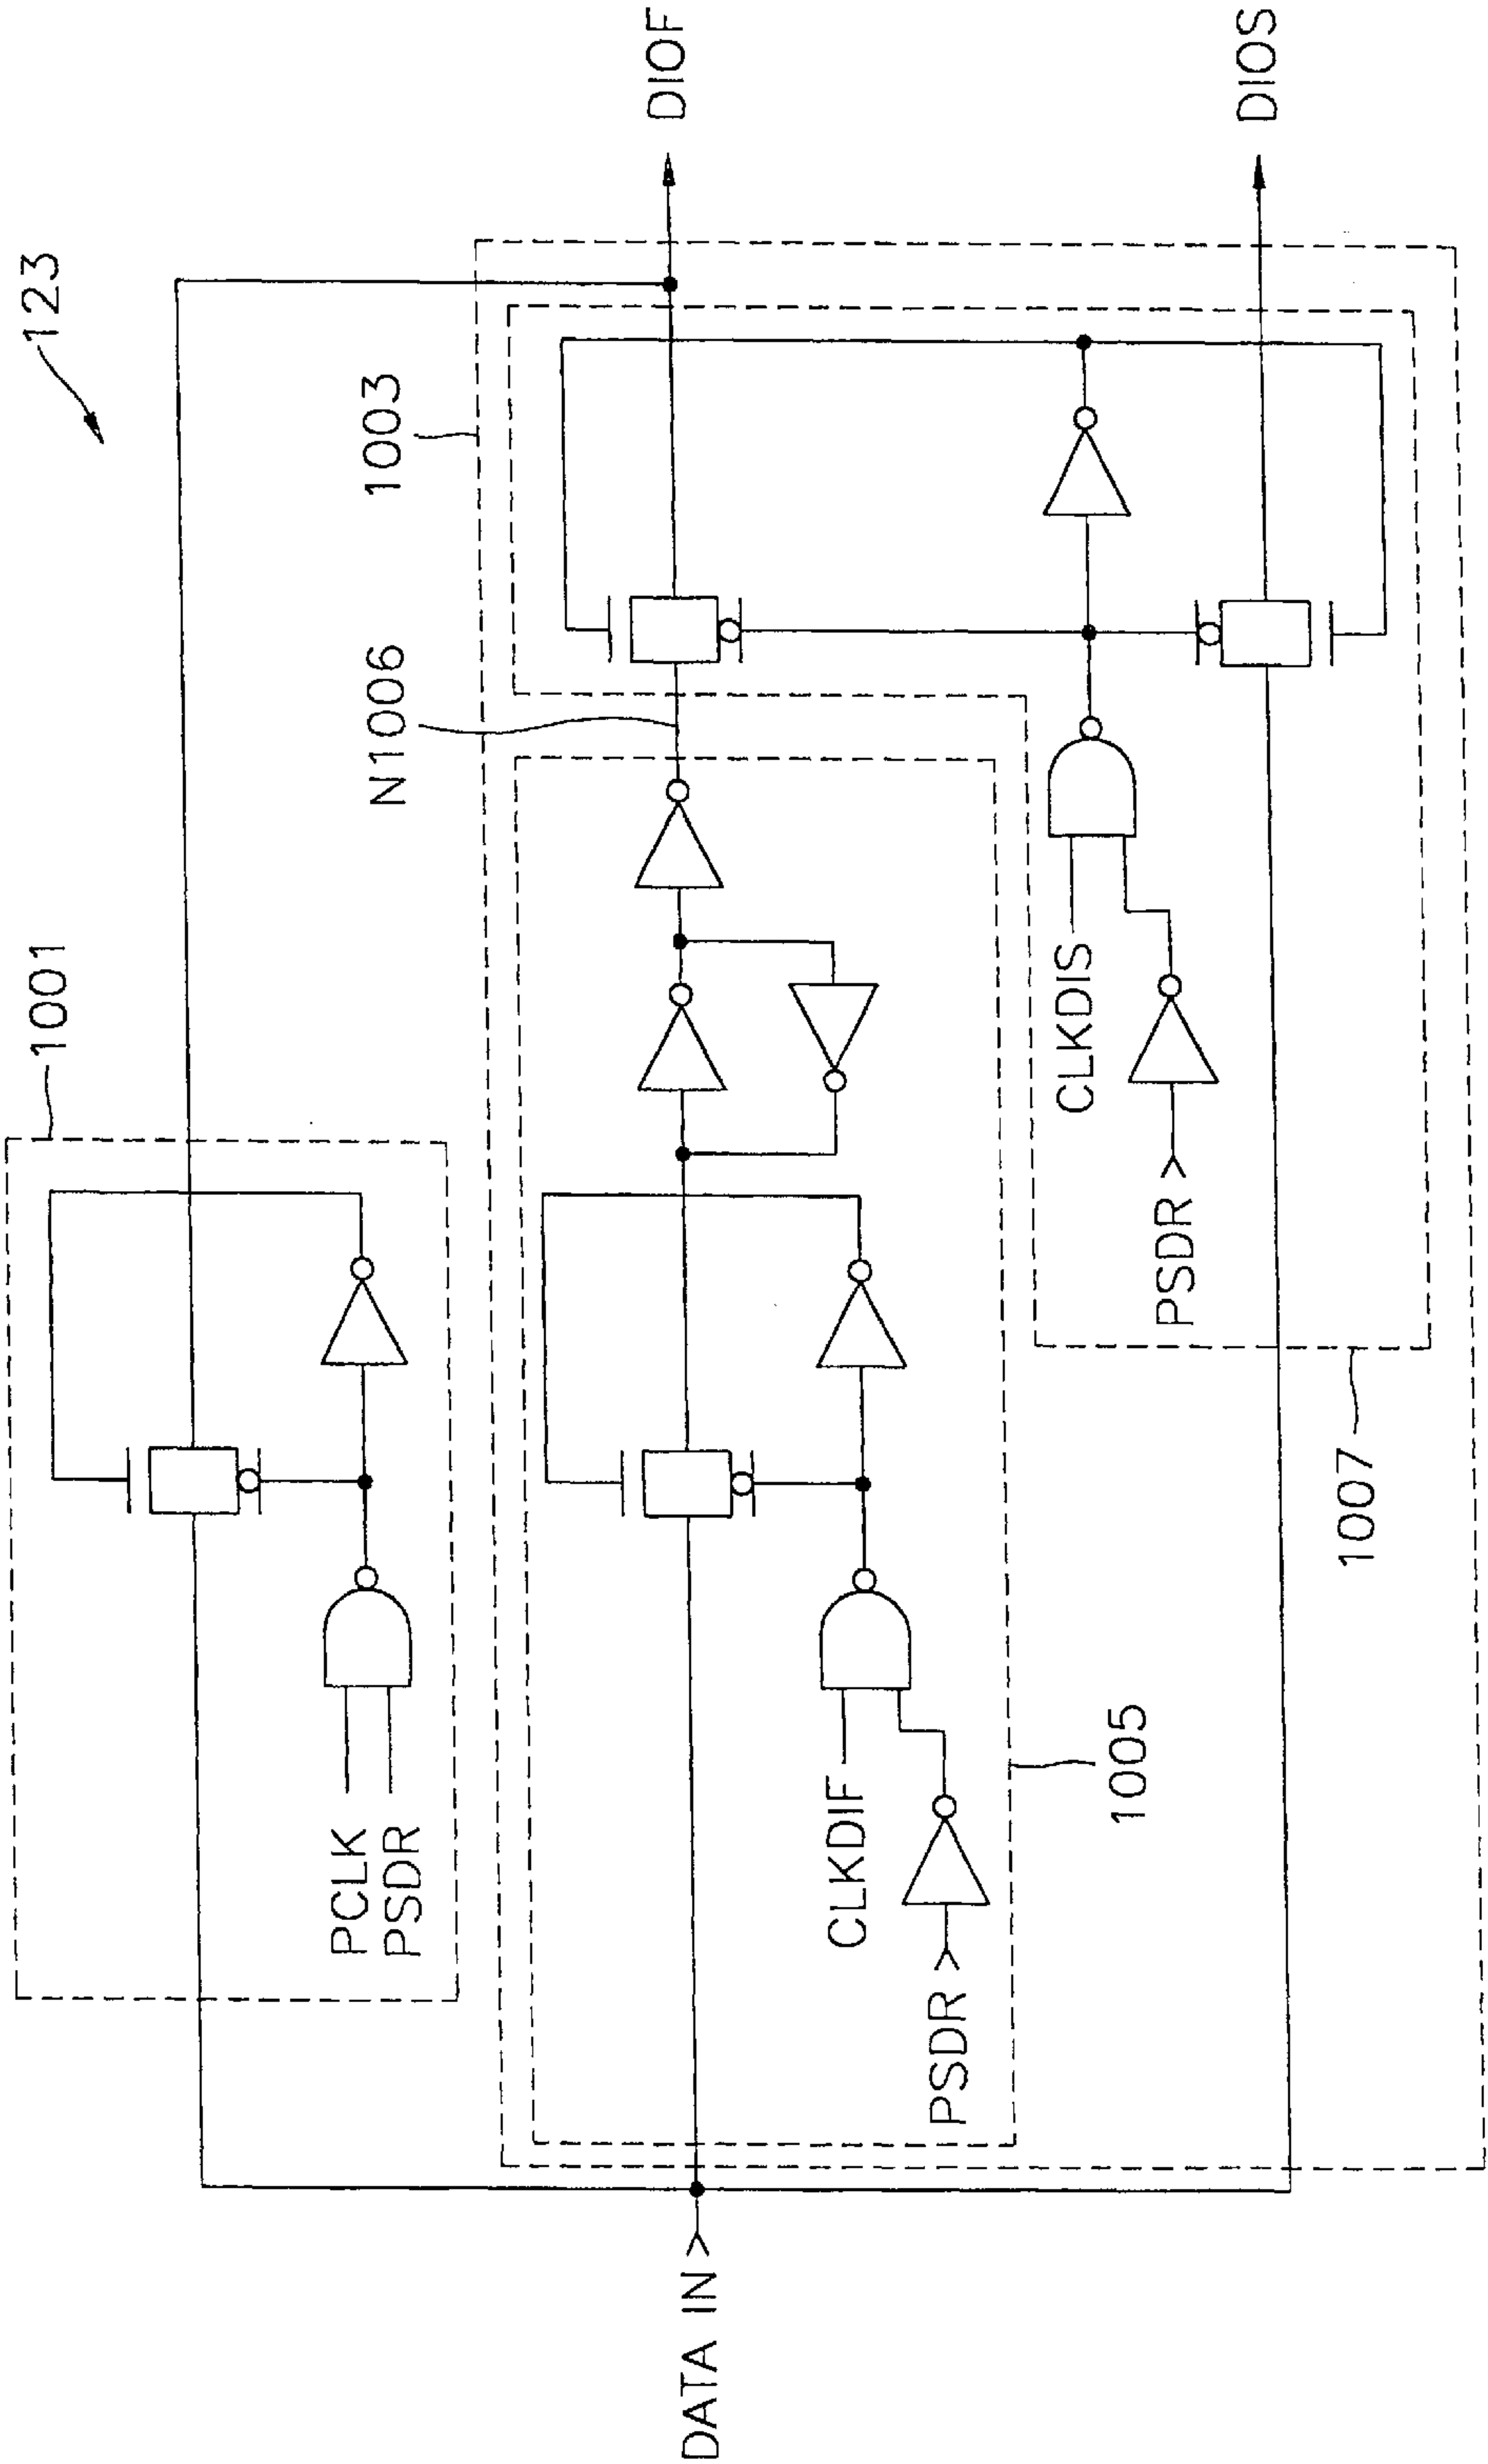 123
1001
PCLK
PSDR
DATA IN
1003
N1006
DIOF
CLKDIF
PSDR
1005
CLKDIS
PSDR
1007
DIOS